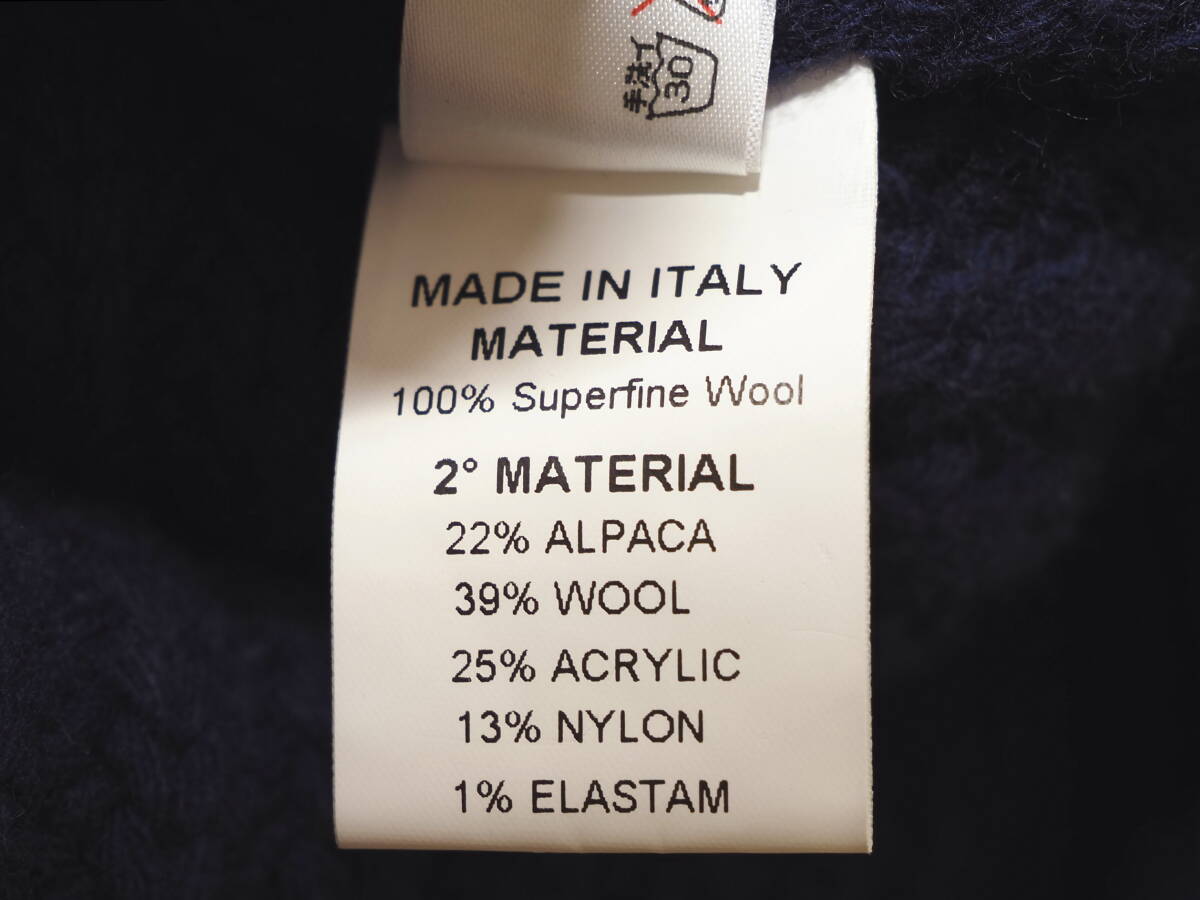 手洗イ
30
MADE IN ITALY
MATERIAL
100% Superfine Wool
2° MATERIAL
22% ALPACA
39% WOOL
25% ACRYLIC
13% NYLON
1% ELASTAM